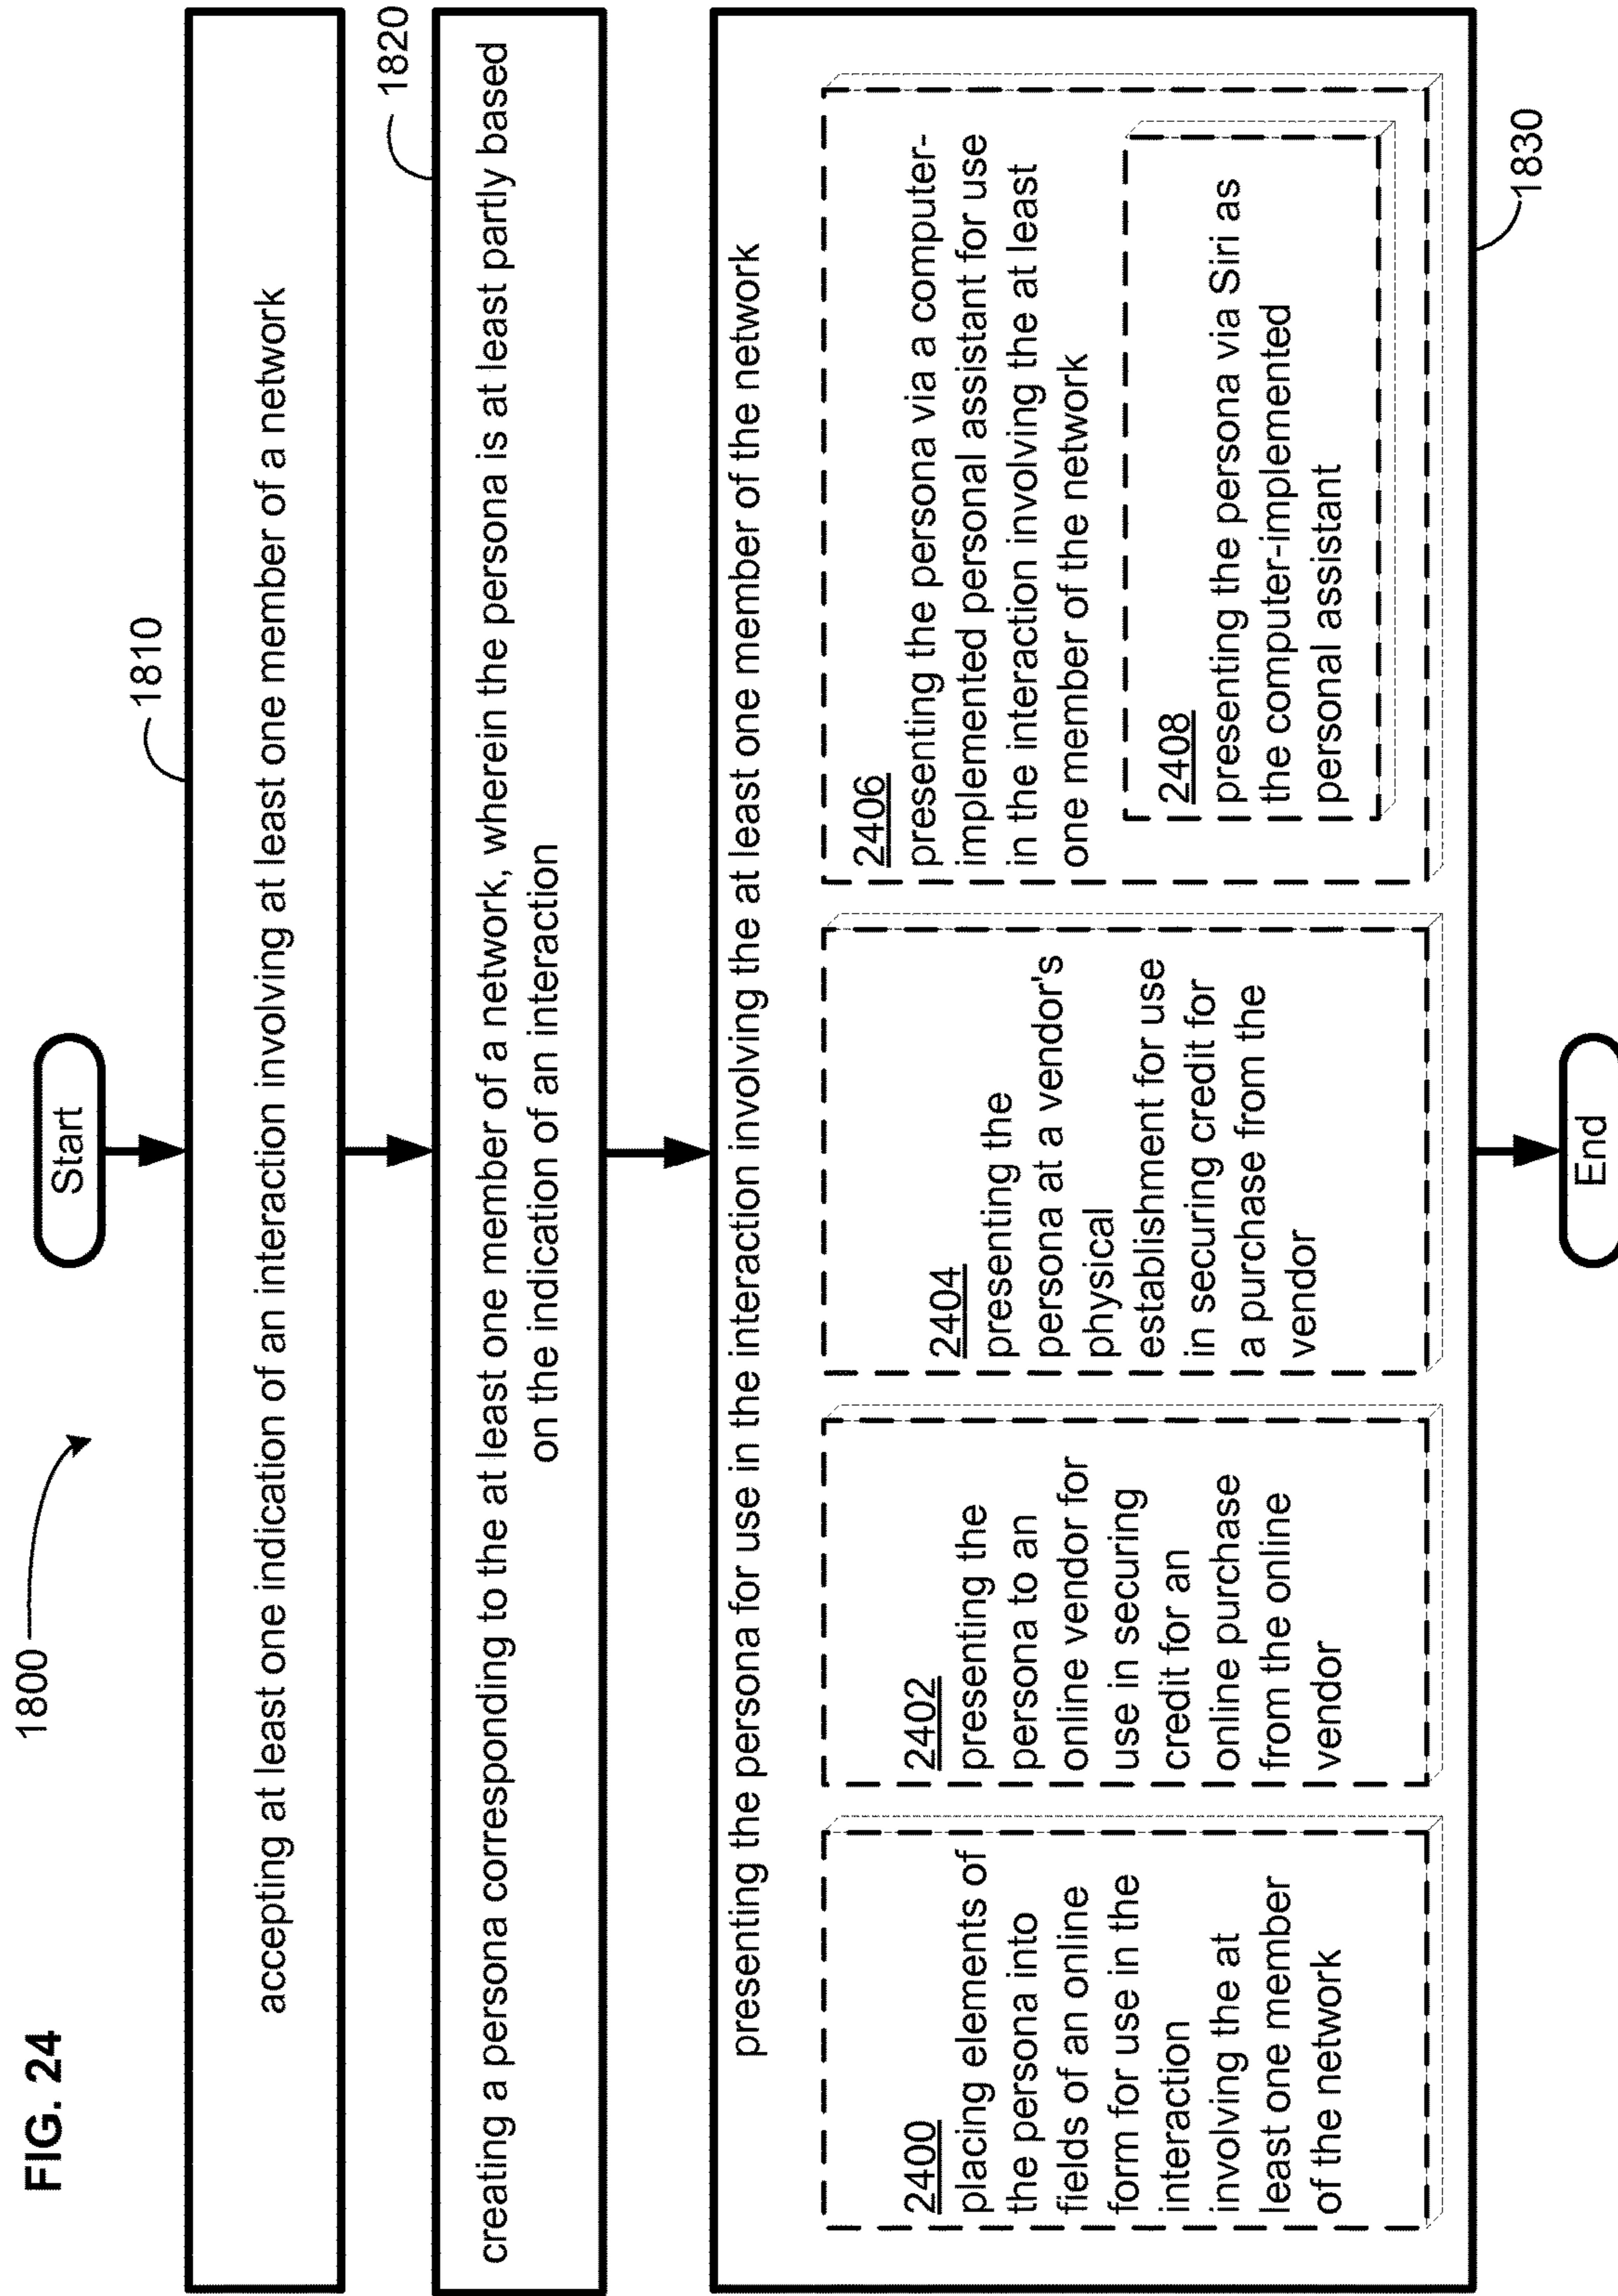 FIG. 24
1800
Start
1810
accepting at least one indication of an interaction involving at least one member of a network
1820
creating a persona corresponding to the at least one member of a network, wherein the persona is at least partly based
on the indication of an interaction
presenting the persona for use in the interaction involving the at least one member of the network
2400
placing elements of
the persona into
fields of an online
form for use in the
interaction
involving the at
least one member
of the network
2402
presenting the
persona to an
online vendor for
use in securing
credit for an
online purchase
from the online
vendor
2404
presenting the
persona at a vendor's
physical
establishment for use
in securing credit for
a purchase from the
vendor
2406
presenting the persona via a computer-
implemented personal assistant for use
in the interaction involving the at least
one member of the network
2408
presenting the persona via Siri as
the computer-implemented
personal assistant
1830
End